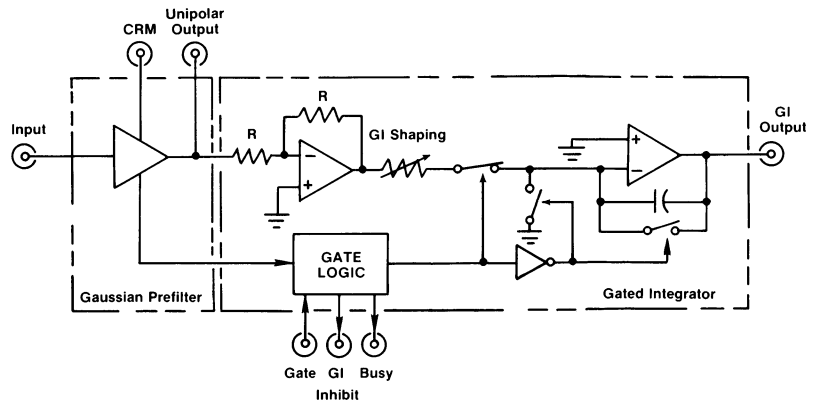 Unipolar
CRM Output
Input
R
R
GI Shaping
GI
Output
GATE
LOGIC
Gaussian Prefilter
Gated Integrator
Gate GI Busy
Inhibit